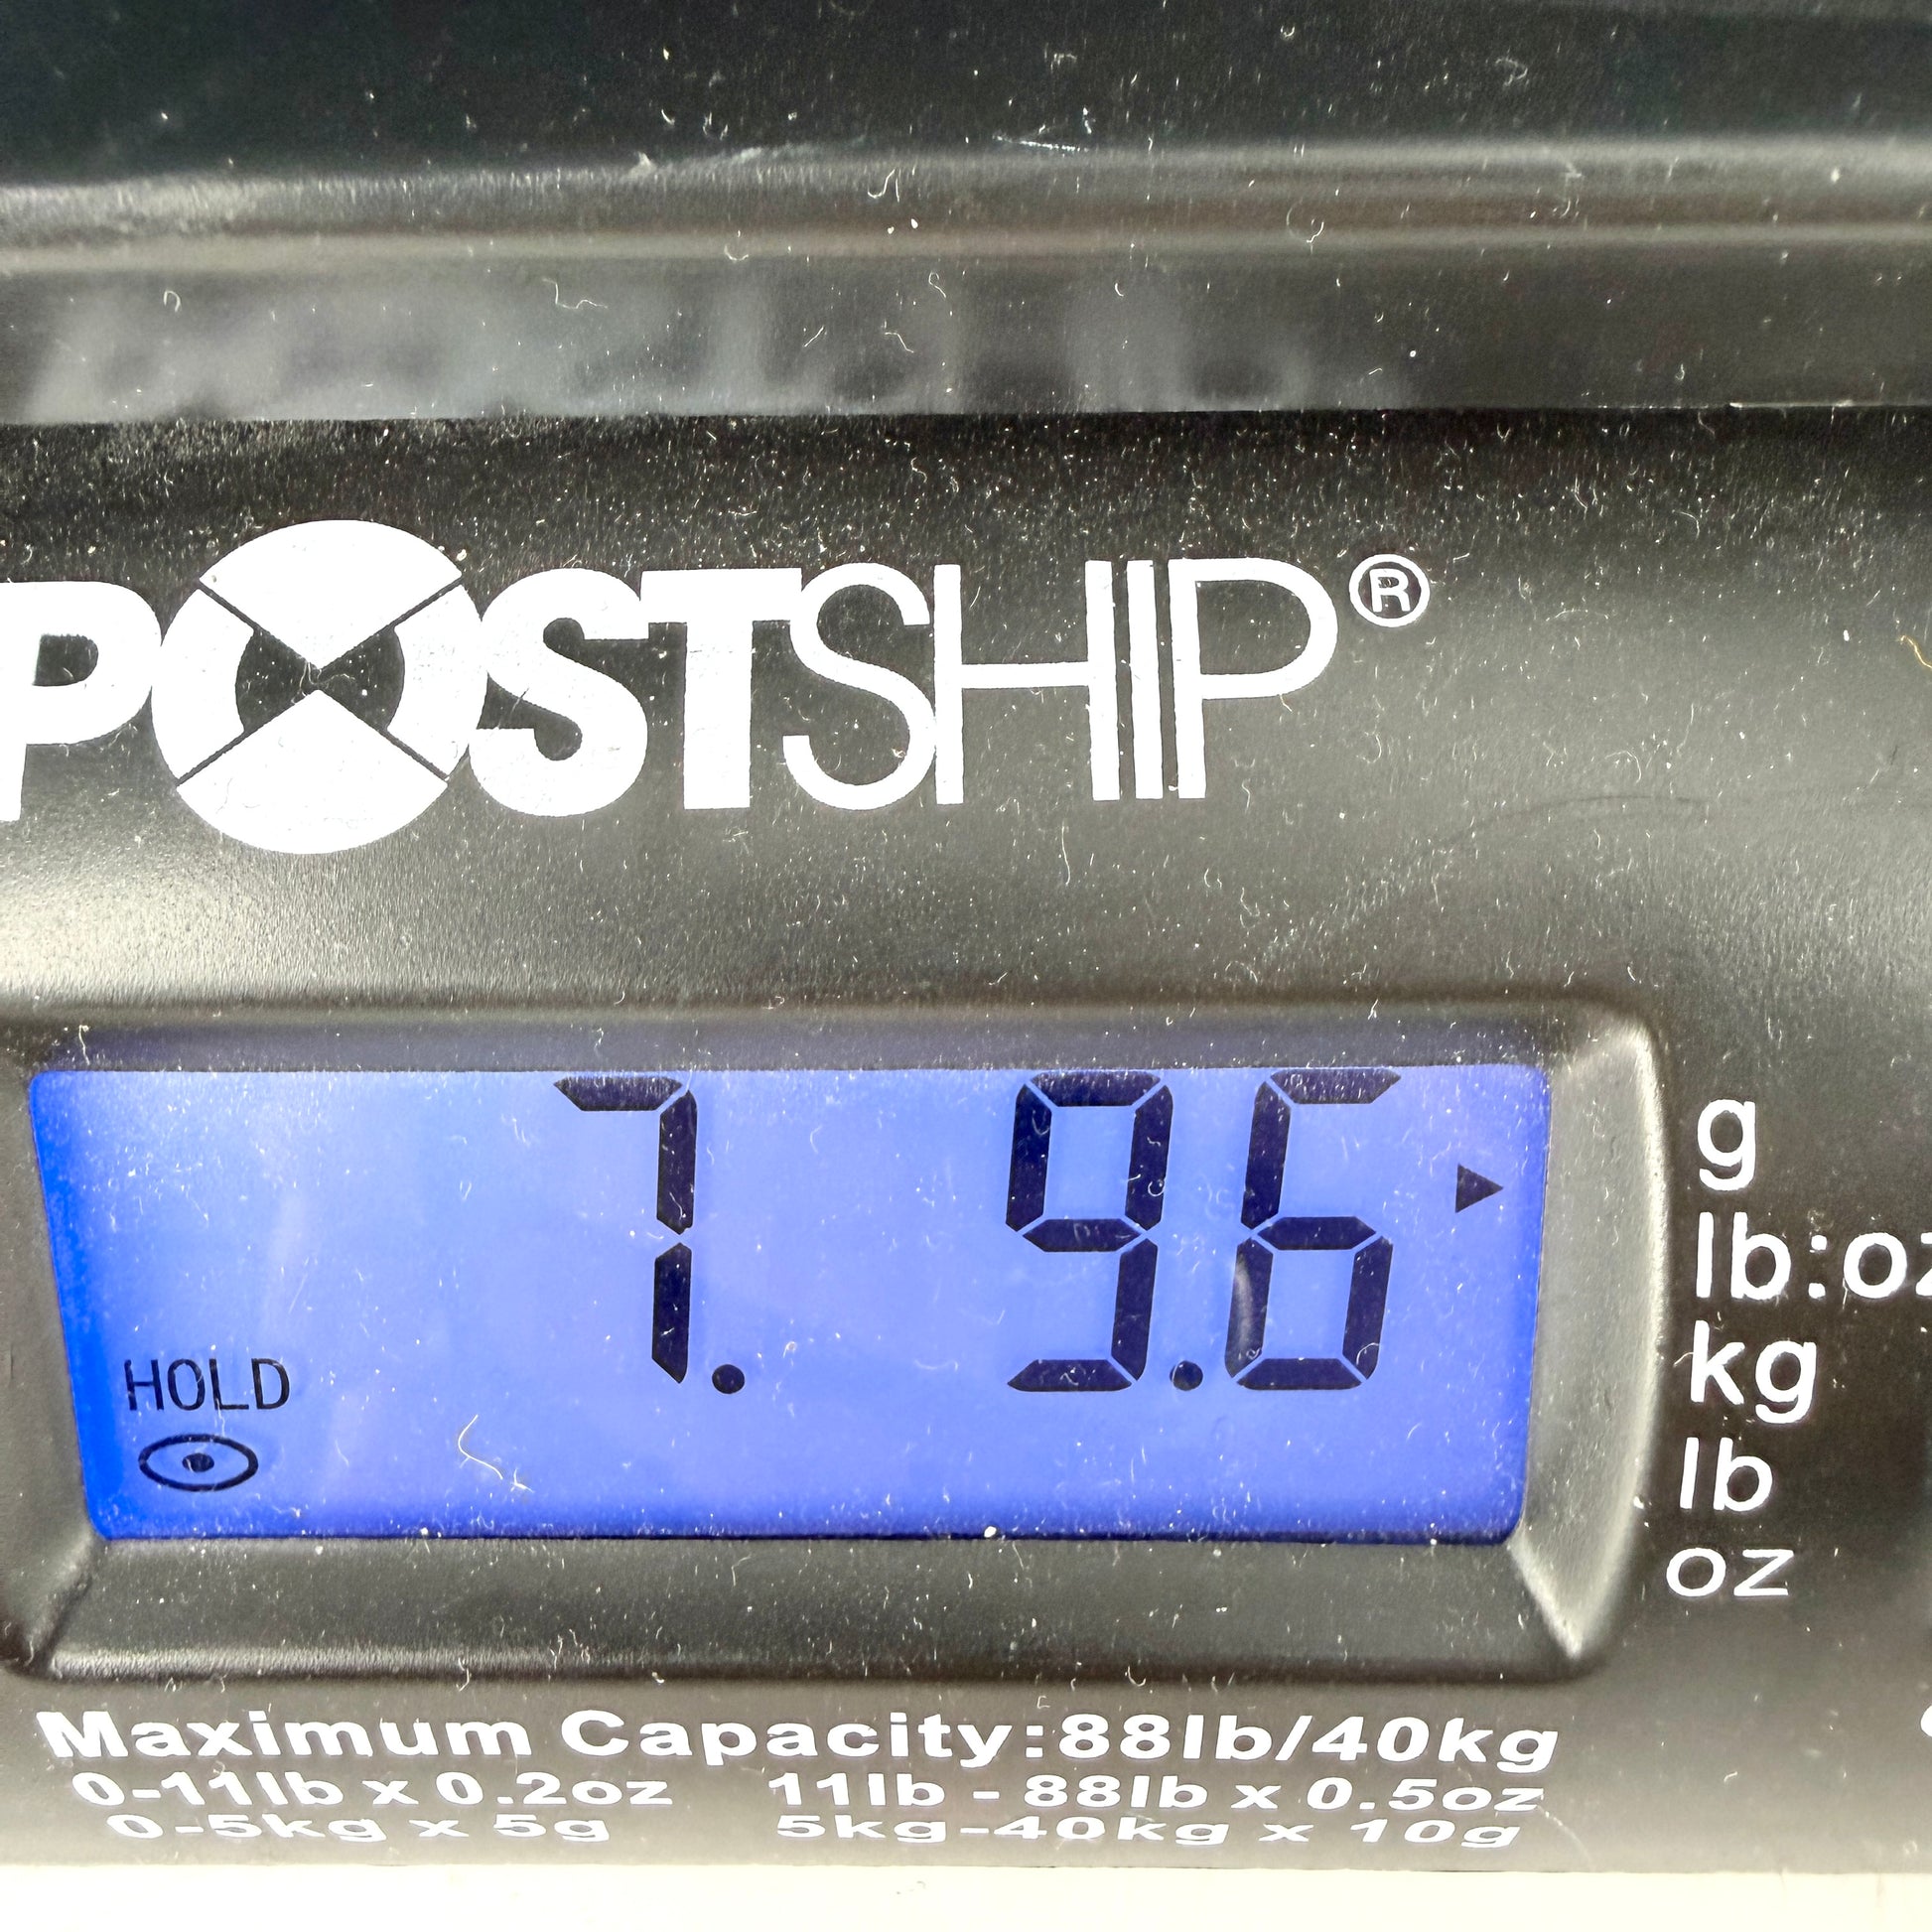 POSTSHIP®
7. 9.6
HOLD
g
lb:oz
kg
lb
oz
Maximum Capacity:88lb/40kg
0-11lb x 0.2oz 11lb - 88lb x 0.5oz
0-5kg x 5g 5kg-40kg x 10g